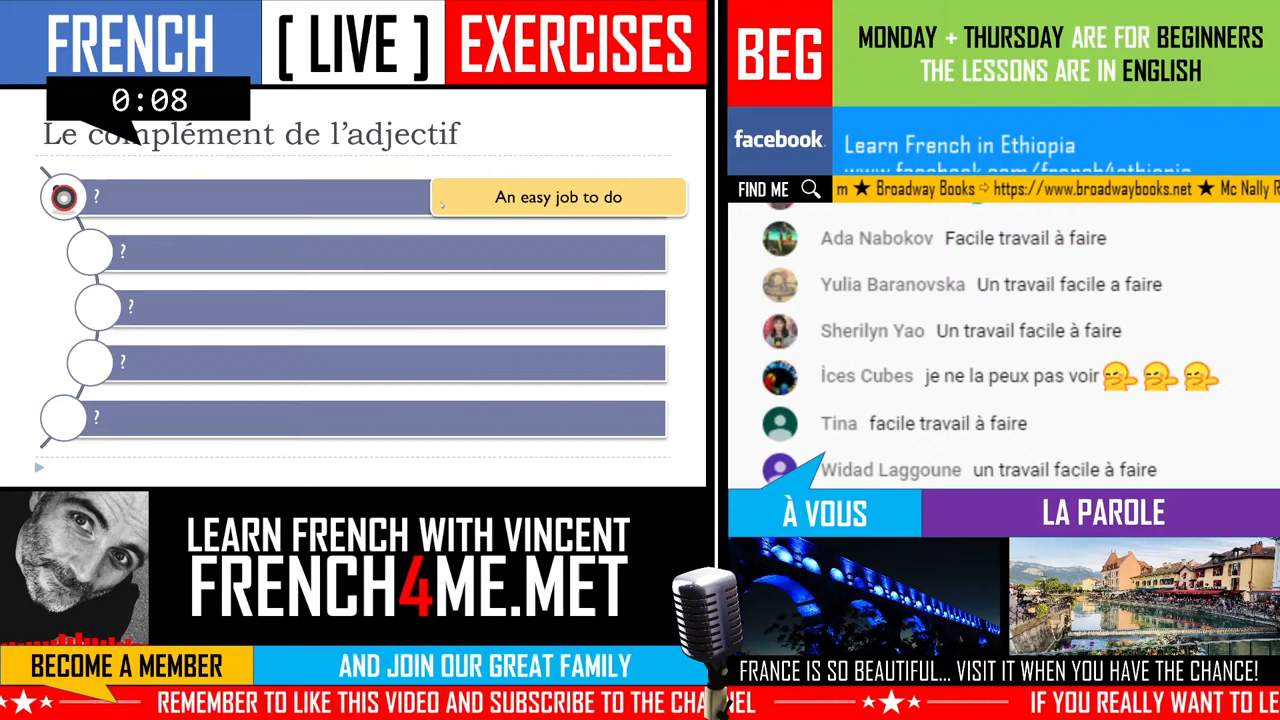 FRENCH [ LIVE ] EXERCISES
0:08
Le complément de l'adjectif
? An easy job to do
?
?
?
?
LEARN FRENCH WITH VINCENT
FRENCH4ME.MET
BECOME A MEMBER AND JOIN OUR GREAT FAMILY
BEG
MONDAY + THURSDAY ARE FOR BEGINNERS
THE LESSONS ARE IN ENGLISH
facebook
Learn French in Ethiopia
FIND ME
m ★ Broadway Books ➪ https://www.broadwaybooks.net ★ Mc Nally R
Ada Nabokov Facile travail à faire
Yulia Baranovska Un travail facile a faire
Sherilyn Yao Un travail facile à faire
İces Cubes je ne la peux pas voir
Tina facile travail à faire
Widad Laggoune un travail facile à faire
À VOUS LA PAROLE
FRANCE IS SO BEAUTIFUL... VISIT IT WHEN YOU HAVE THE CHANCE!
REMEMBER TO LIKE THIS VIDEO AND SUBSCRIBE TO THE CHANNEL IF YOU REALLY WANT TO LE